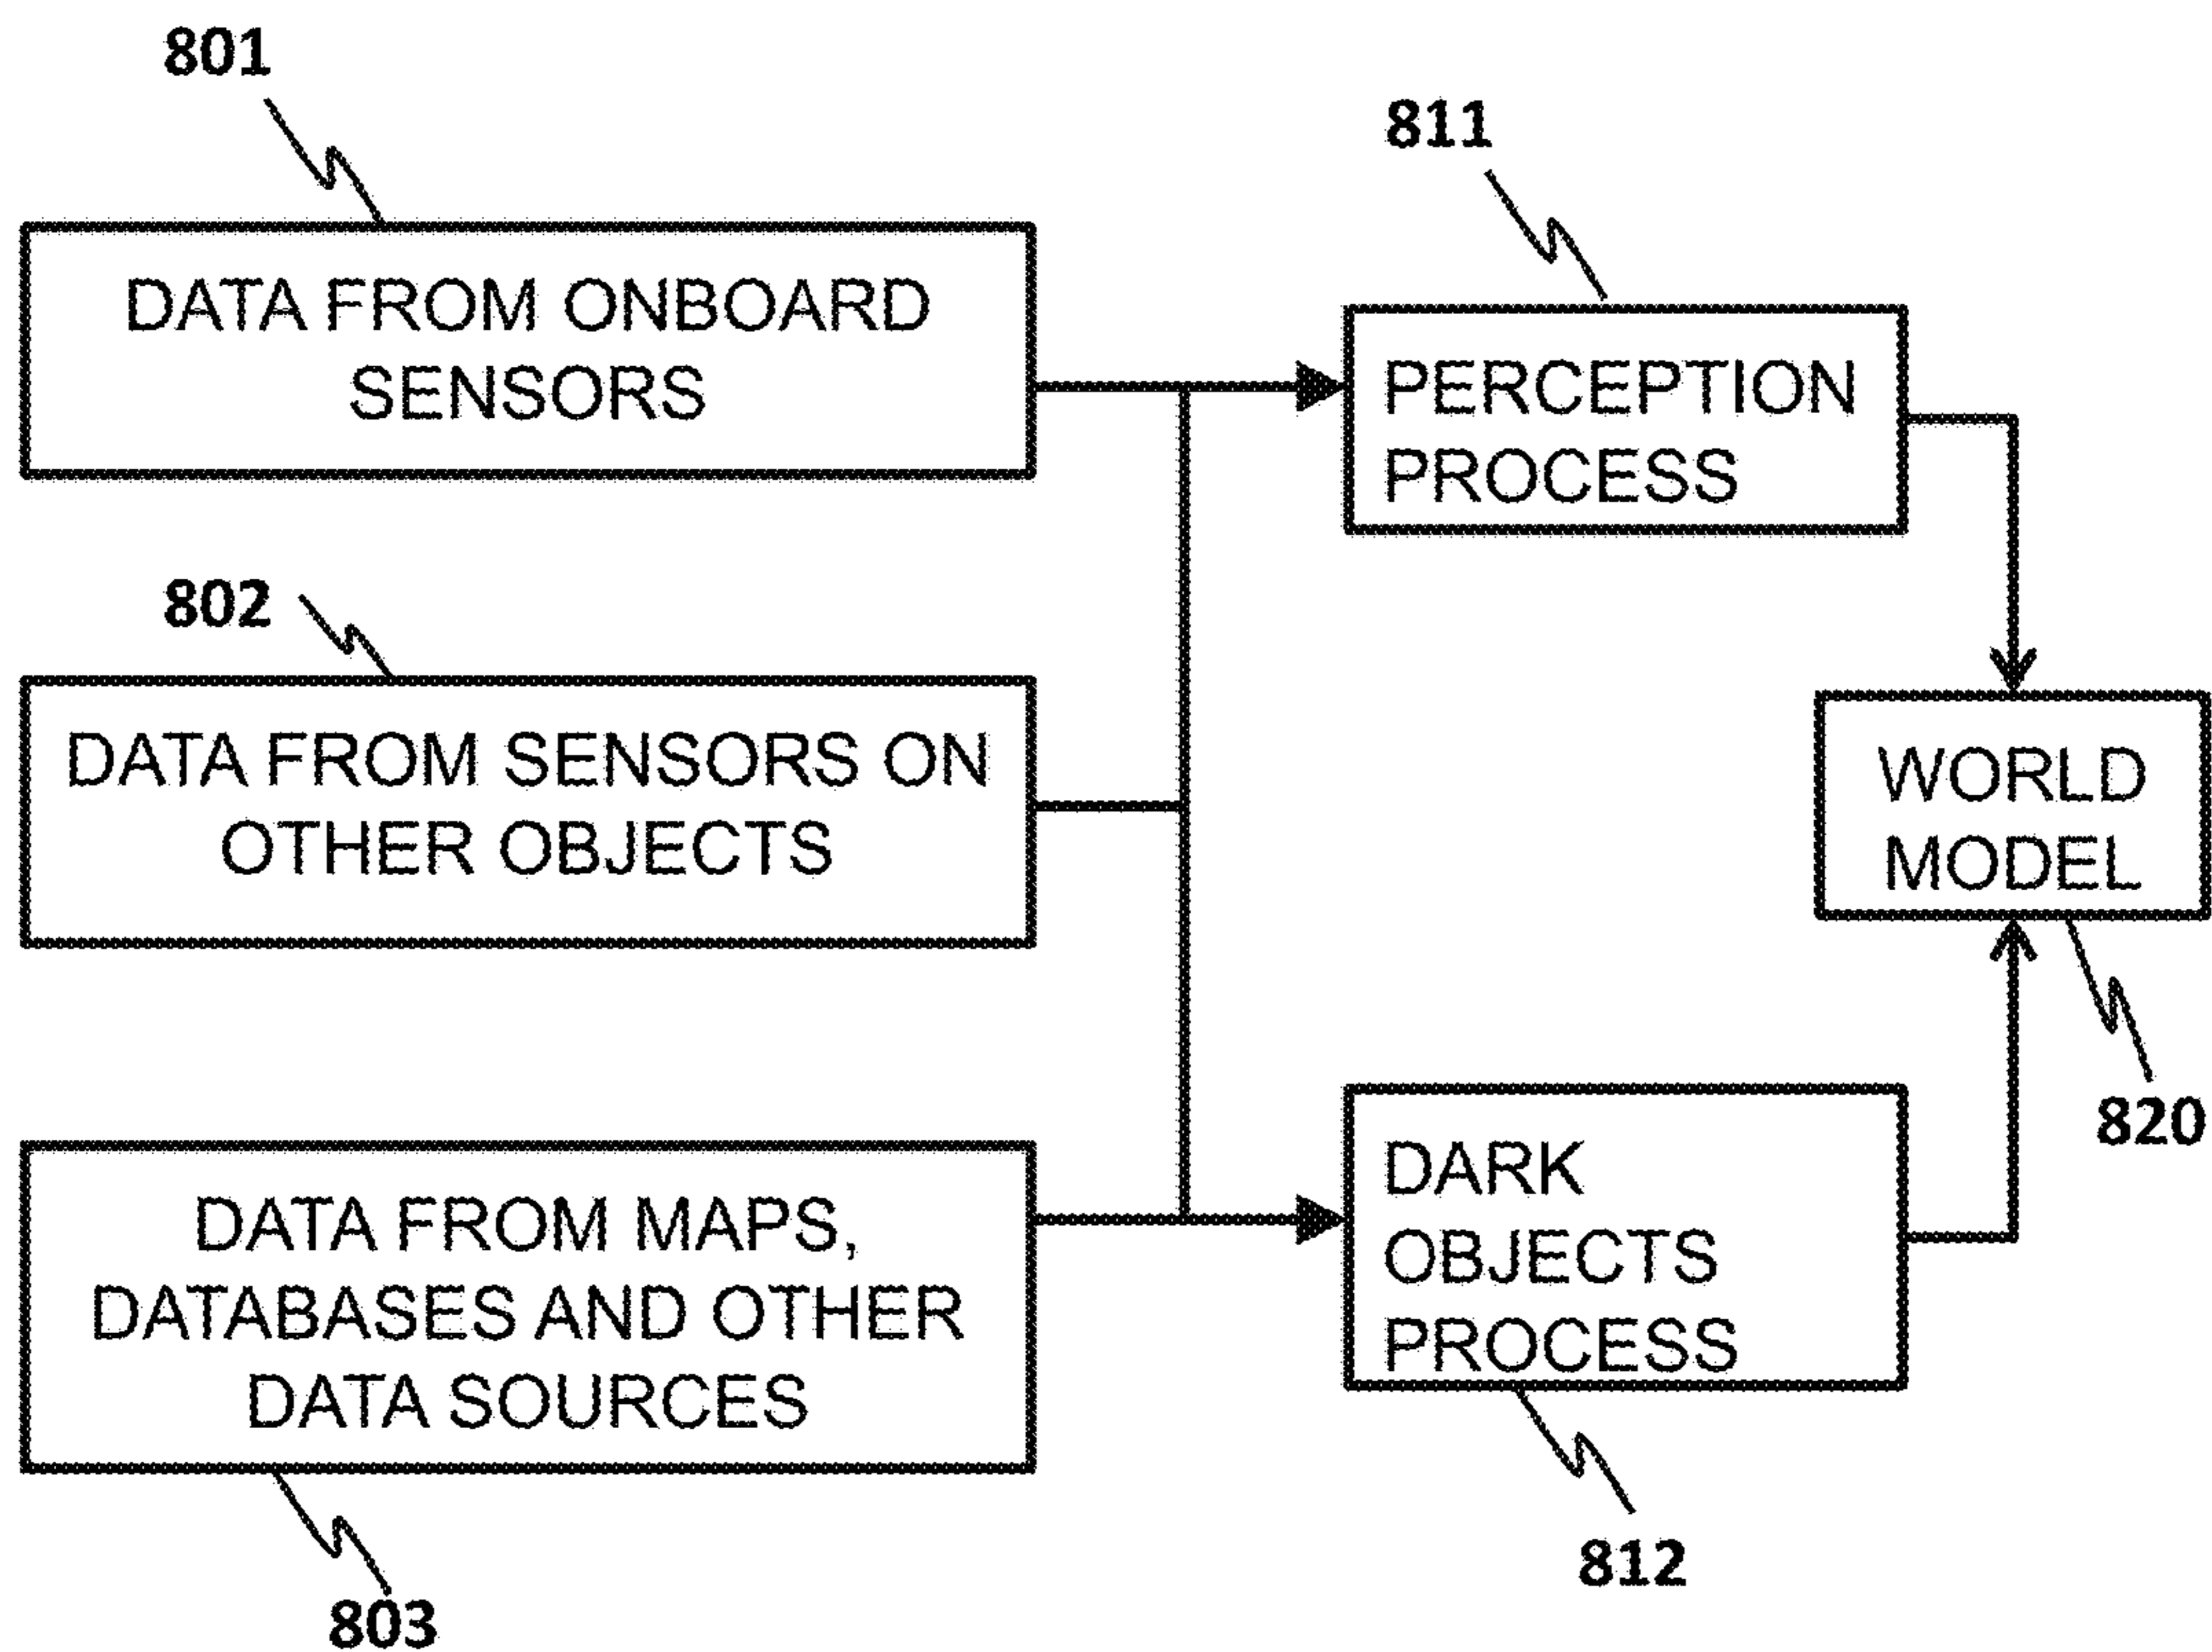 801
811
DATA FROM ONBOARD
SENSORS
PERCEPTION
PROCESS
802
DATA FROM SENSORS ON
OTHER OBJECTS
WORLD
MODEL
820
DATA FROM MAPS,
DATABASES AND OTHER
DATA SOURCES
DARK
OBJECTS
PROCESS
812
803